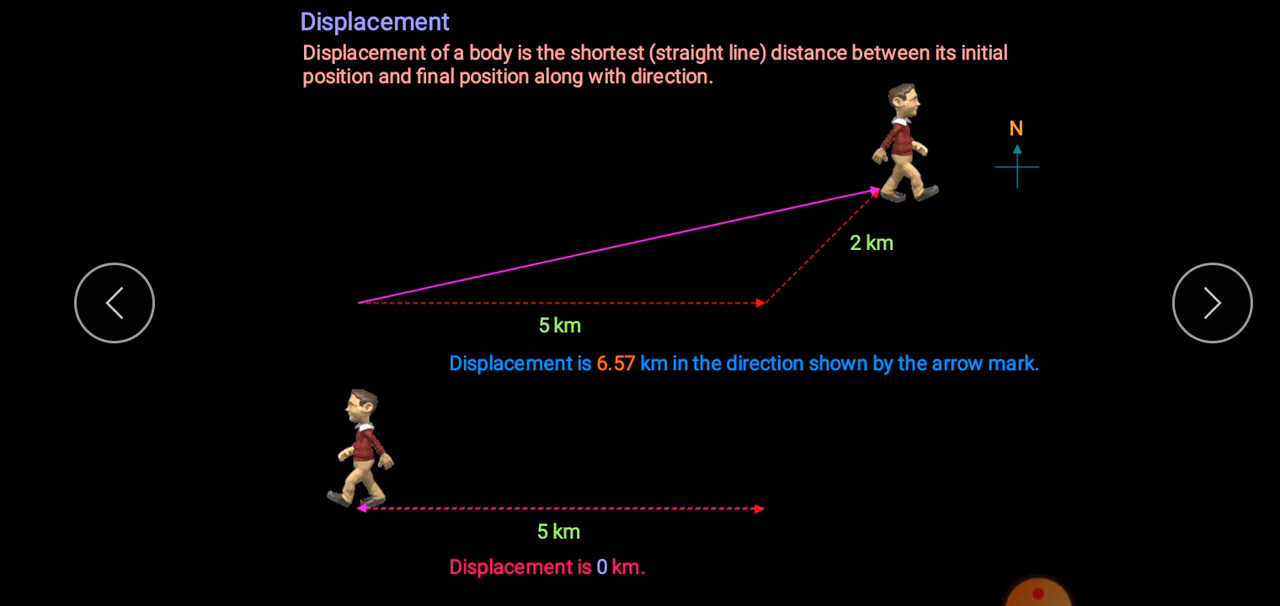 Displacement
Displacement of a body is the shortest (straight line) distance between its initial
position and final position along with direction.
N
2 km
5 km
Displacement is 6.57 km in the direction shown by the arrow mark.
5 km
Displacement is 0 km.